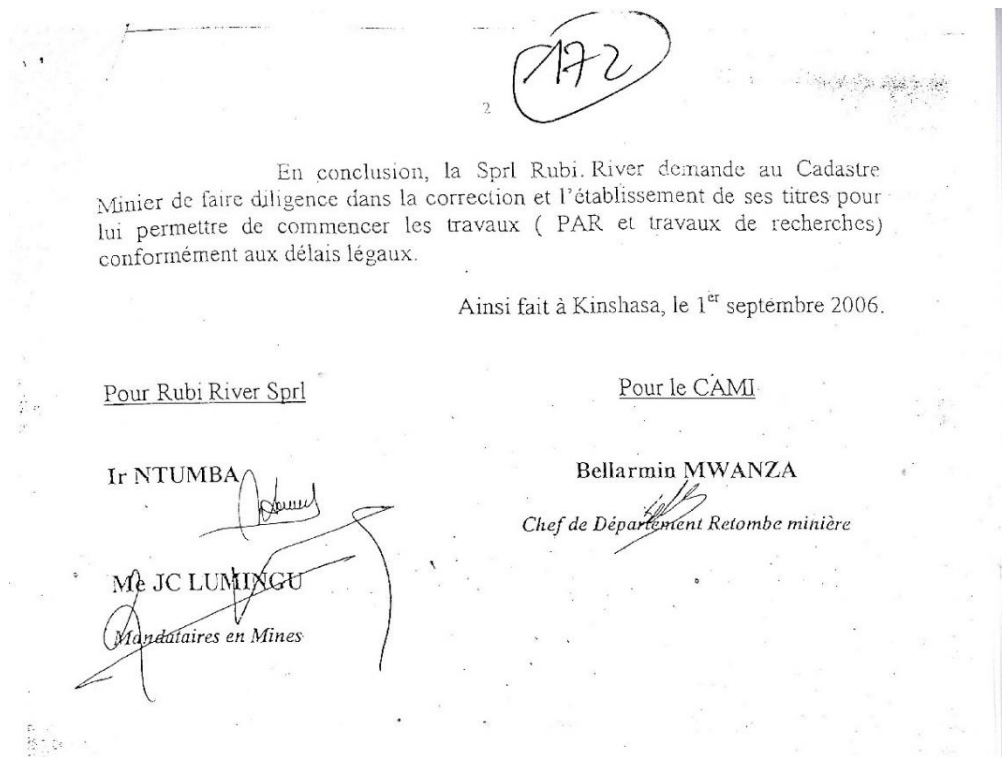 172
2
En conclusion, la Sprl Rubi. River demande au Cadastre
Minier de faire diligence dans la correction et l'établissement de ses titres pour
lui permettre de commencer les travaux ( PAR et travaux de recherches)
conformément aux délais légaux.
Ainsi fait à Kinshasa, le 1er septembre 2006.
Pour Rubi River Sprl
Pour le CAMI
Ir NTUMBA
Bellarmin MWANZA
Chef de Département Retombe minière
Me JC LUMINGU
Mandataires en Mines